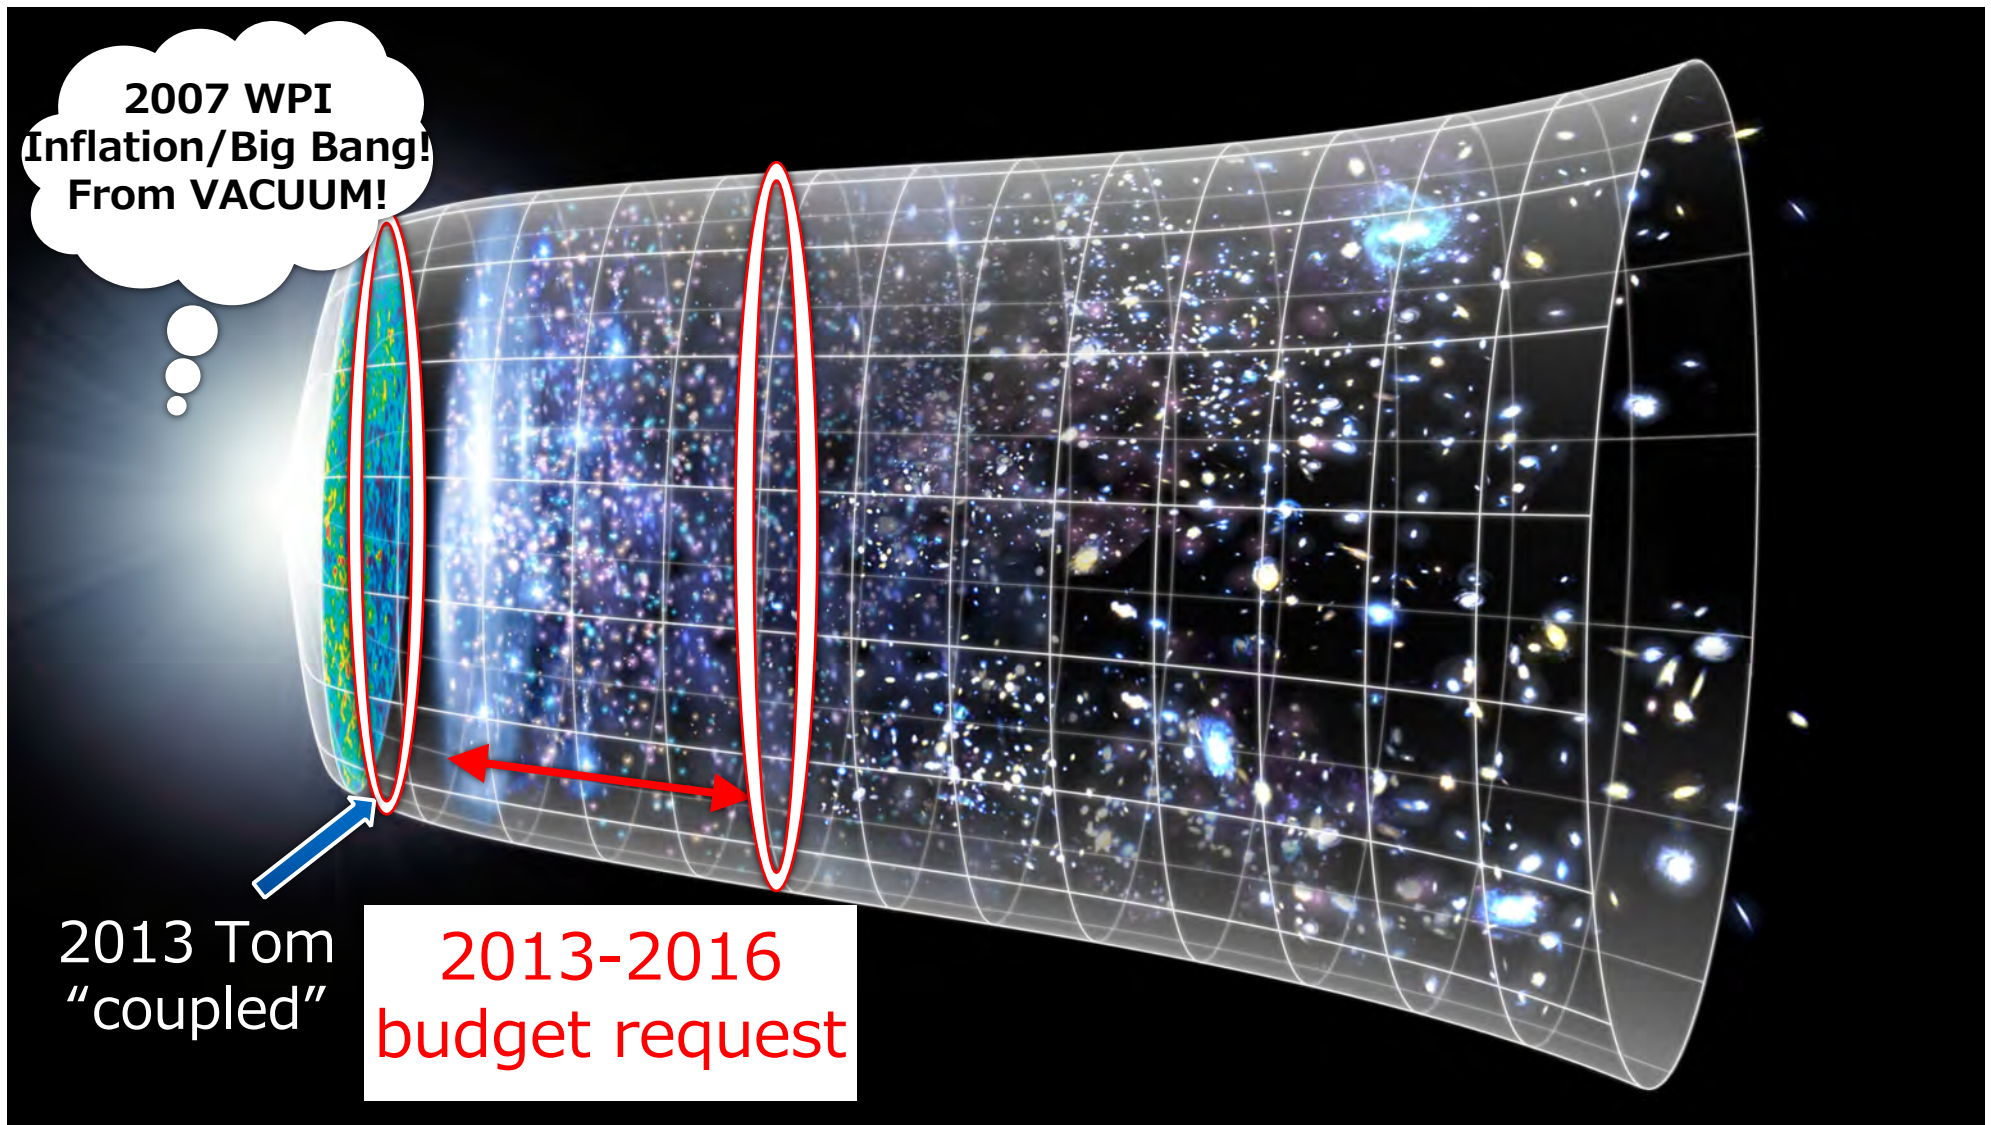 2007 WPI
Inflation/Big Bang!
From VACUUM!
2013 Tom
“coupled”
2013-2016
budget request